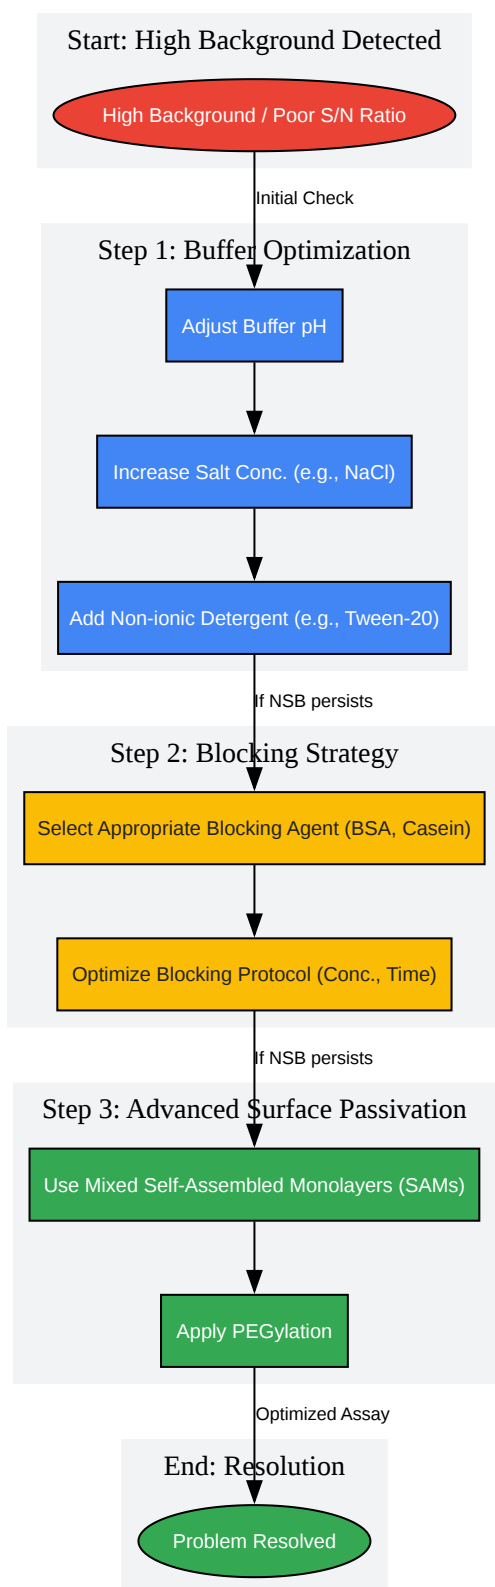 Start: High Background Detected
High Background / Poor S/N Ratio
Initial Check
Step 1: Buffer Optimization
Adjust Buffer pH
Increase Salt Conc. (e.g., NaCl)
Add Non-ionic Detergent (e.g., Tween-20)
If NSB persists
Step 2: Blocking Strategy
Select Appropriate Blocking Agent (BSA, Casein)
Optimize Blocking Protocol (Conc., Time)
If NSB persists
Step 3: Advanced Surface Passivation
Use Mixed Self-Assembled Monolayers (SAMs)
Apply PEGylation
Optimized Assay
End: Resolution
Problem Resolved